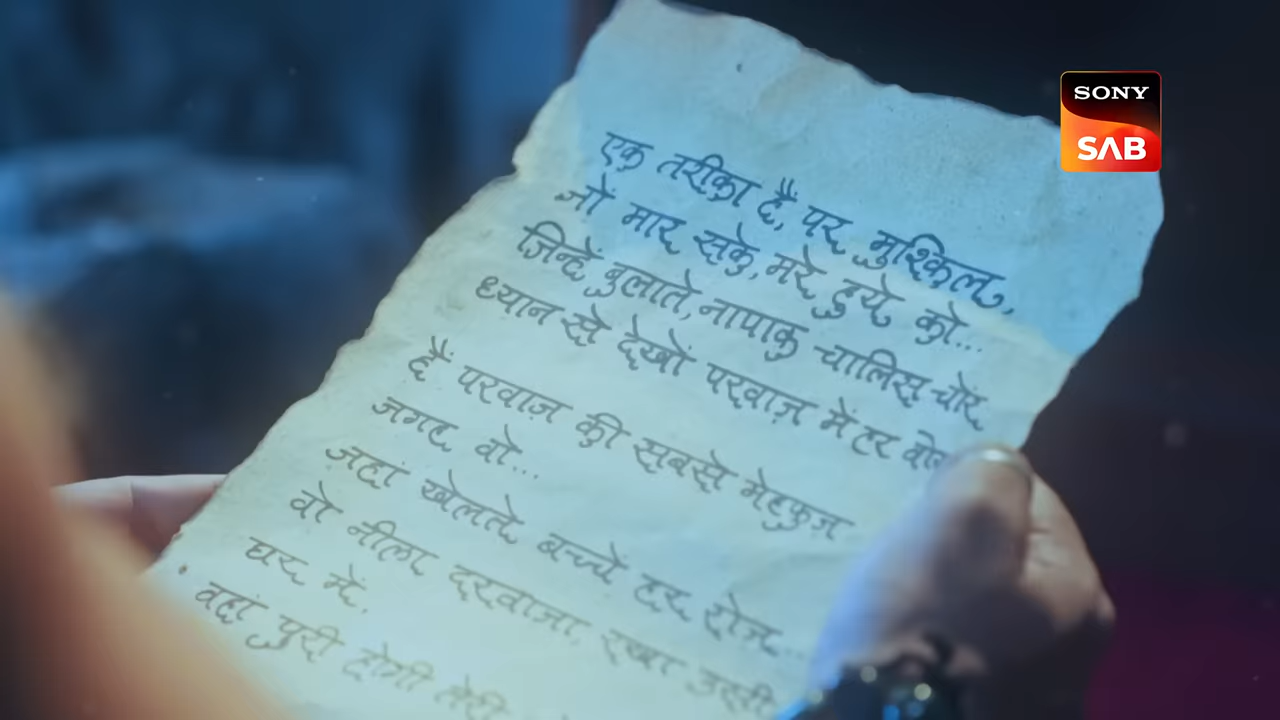 एक तरीका है, पर मुश्किल,
जो मार सके, मरे हुये को...
जिन्हें बुलाते, नापाक चालिस चोर
ध्यान से देखों परवाज़ में हर
हैं परवाज़ की सबसे मेहफुज़
जगह वो...
जहा खेलते बच्चें हर रोज़...
वो नीला दरवाजा, रखा उसी
घर में.
वहां पुरी होगी तेरी
SONY
SAB